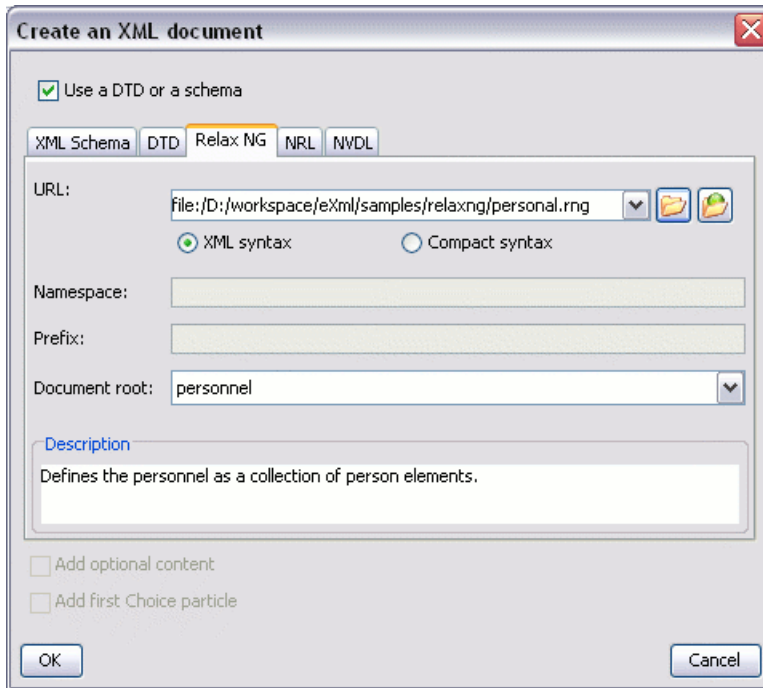 Create an XML document
Use a DTD or a schema
XML Schema DTD Relax NG NRL NVDL
URL:
file:/D:/workspace/eXml/samples/relaxng/personal.rng
XML syntax Compact syntax
Namespace:
Prefix:
Document root: personnel
Description
Defines the personnel as a collection of person elements.
Add optional content
Add first Choice particle
OK Cancel